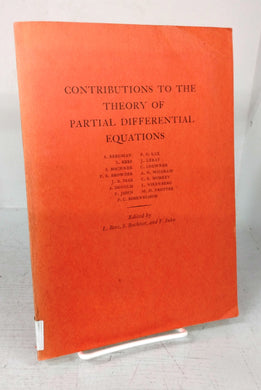 CONTRIBUTIONS TO THE
THEORY OF
PARTIAL DIFFERENTIAL
EQUATIONS
S. BERGMAN P. D. LAX
L. BERS J. LERAY
S. BOCHNER C. LOEWNER
F. E. BROWDER A. N. MILGRAM
J. B. DIAZ C. B. MORREY
A. DOUGLIS L. NIRENBERG
F. JOHN M. H. PROTTER
P. C. ROSENBLOOM
Edited by
L. Bers, S. Bochner, and F. John